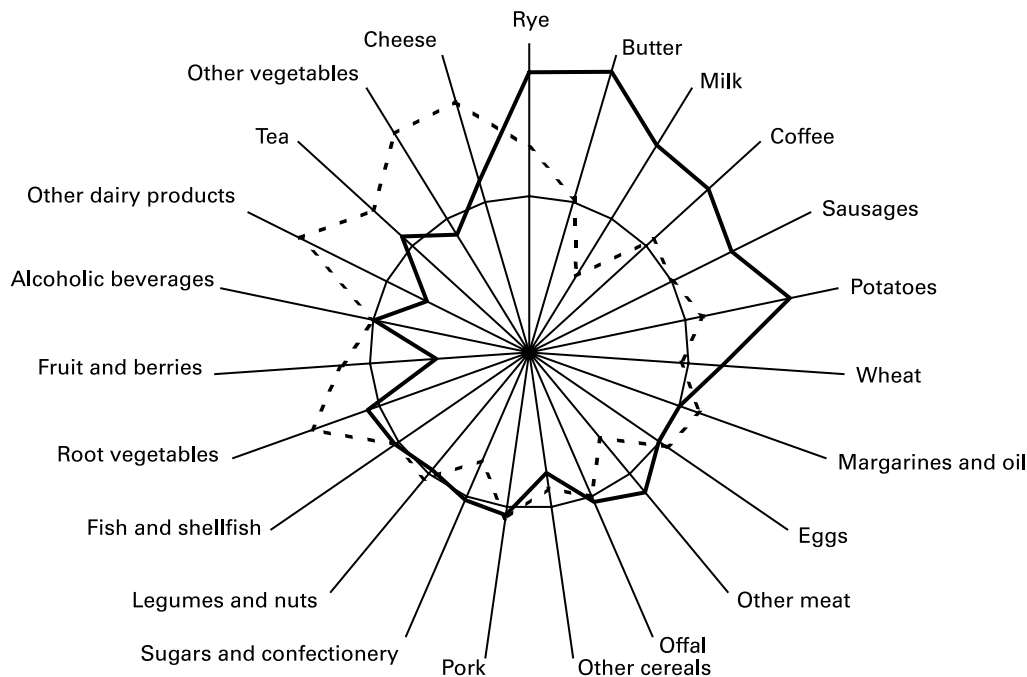 Rye
Butter
Milk
Coffee
Sausages
Potatoes
Wheat
Margarines and oil
Eggs
Other meat
Offal
Other cereals
Pork
Sugars and confectionery
Legumes and nuts
Fish and shellfish
Root vegetables
Fruit and berries
Alcoholic beverages
Other dairy products
Tea
Other vegetables
Cheese